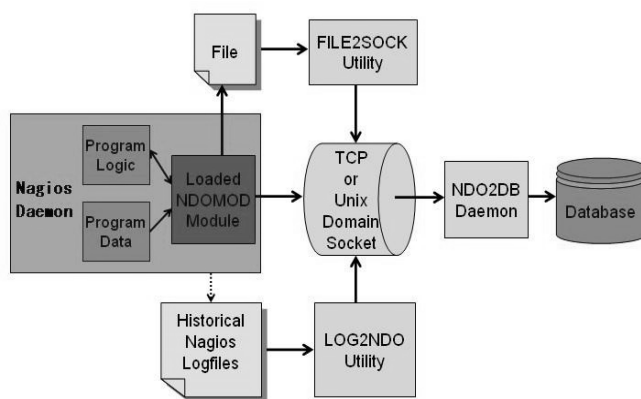 File
FILE2SOCK
Utility
Nagios
Daemon
Program
Logic
Program
Data
Loaded
NDOMOD
Module
TCP
or
Unix
Domain
Socket
NDO2DB
Daemon
Database
Historical
Nagios
Logfiles
LOG2NDO
Utility